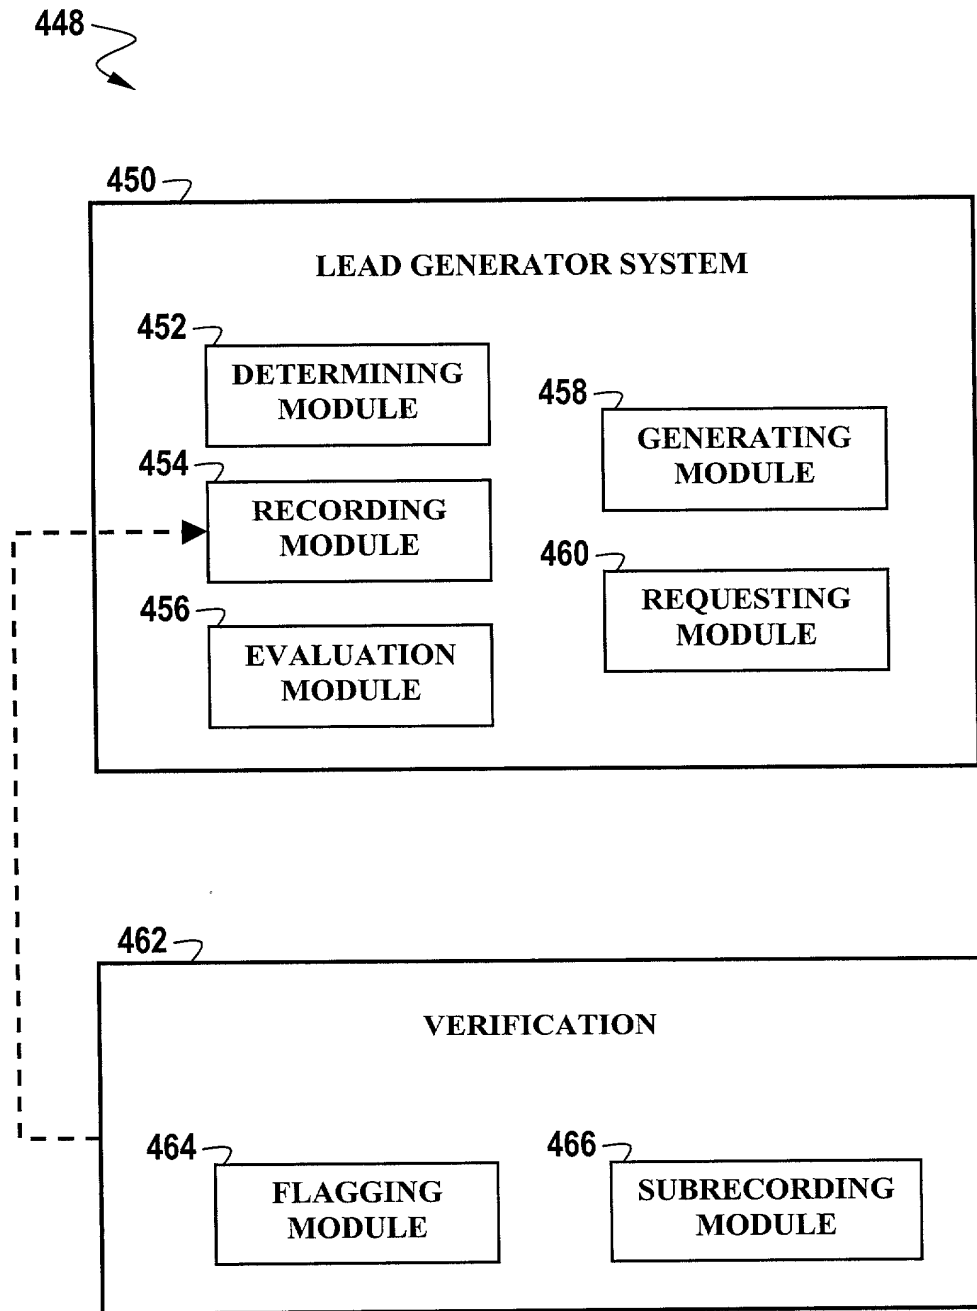 448
450
LEAD GENERATOR SYSTEM
452
DETERMINING
MODULE
458
GENERATING
MODULE
454
RECORDING
MODULE
460
REQUESTING
MODULE
456
EVALUATION
MODULE
462
VERIFICATION
464
FLAGGING
MODULE
466
SUBRECORDING
MODULE